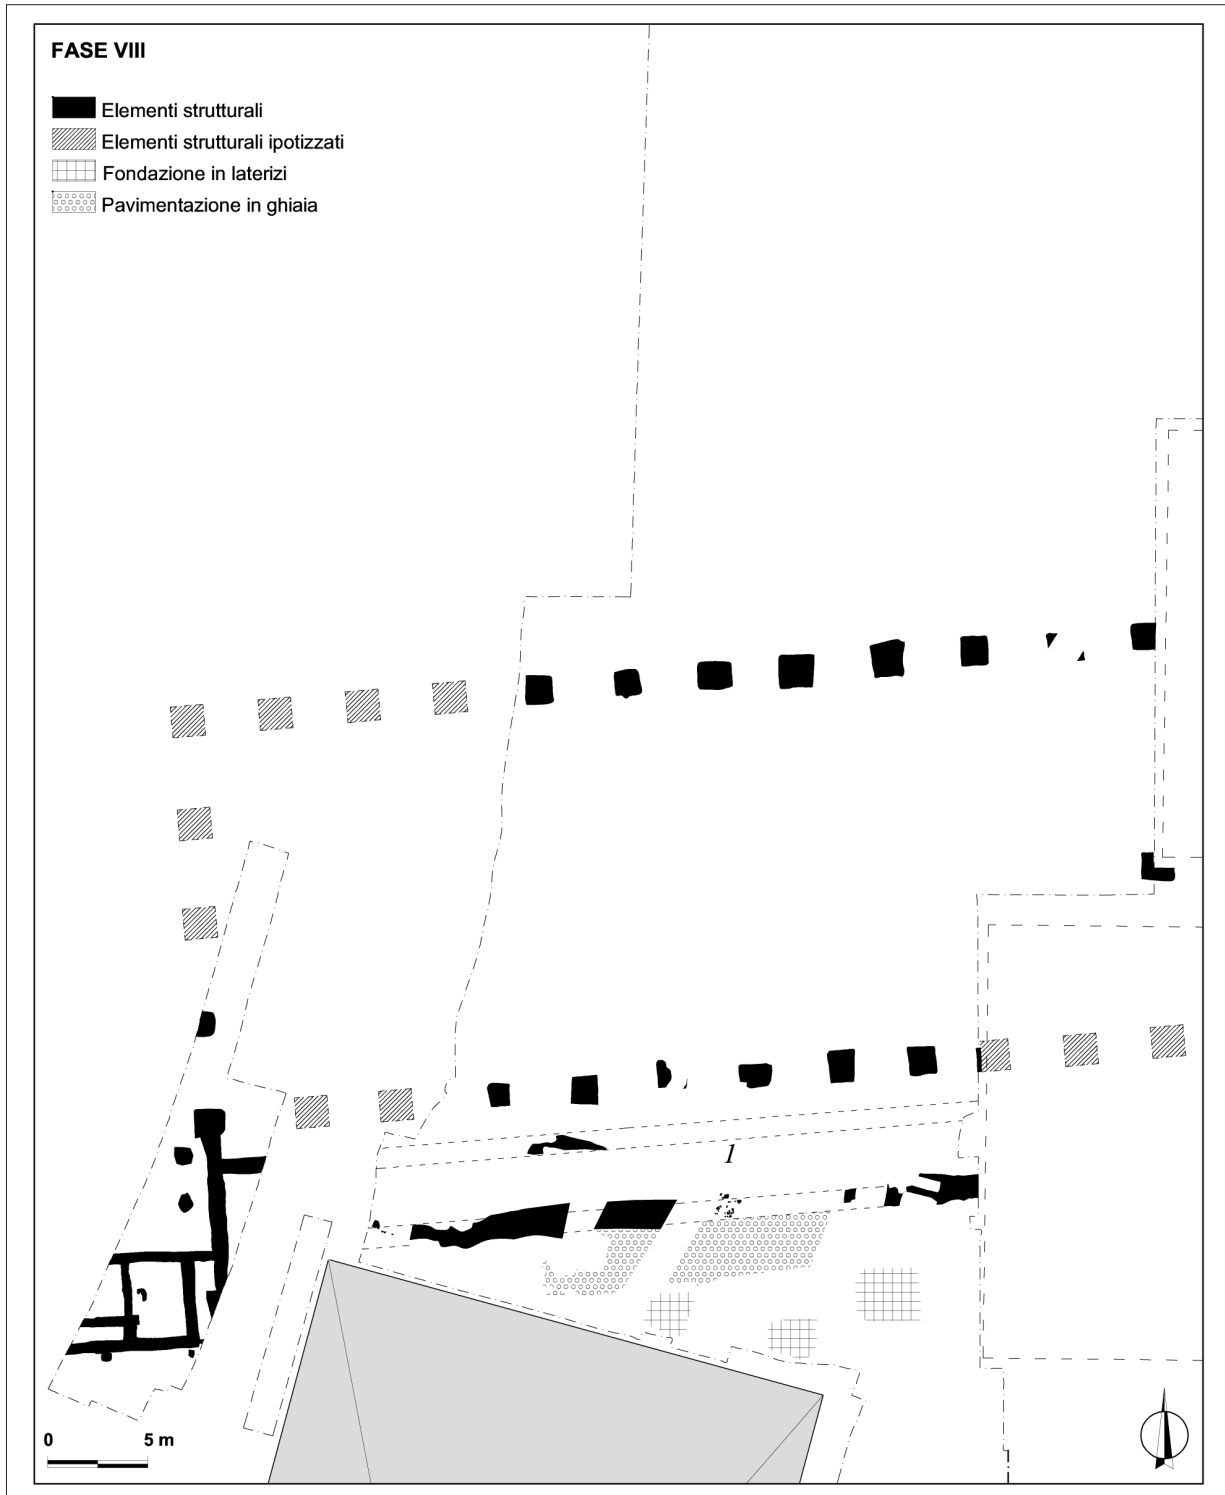 FASE VIII
Elementi strutturali
Elementi strutturali ipotizzati
Fondazione in laterizi
Pavimentazione in ghiaia
1
0 5 m